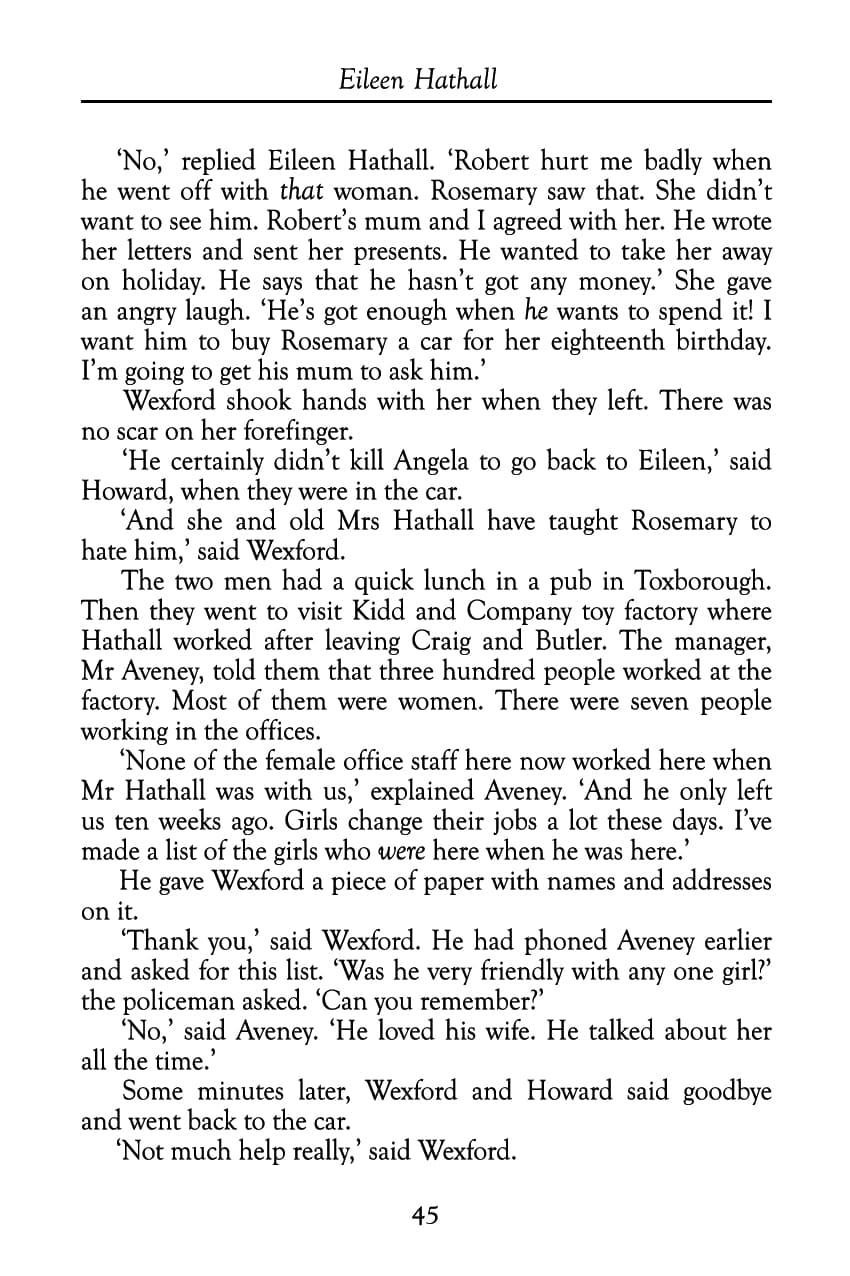 Eileen Hathall
‘No,’ replied Eileen Hathall. ‘Robert hurt me badly when
he went off with that woman. Rosemary saw that. She didn’t
want to see him. Robert’s mum and I agreed with her. He wrote
her letters and sent her presents. He wanted to take her away
on holiday. He says that he hasn’t got any money.’ She gave
an angry laugh. ‘He’s got enough when he wants to spend it! I
want him to buy Rosemary a car for her eighteenth birthday.
I’m going to get his mum to ask him.’
Wexford shook hands with her when they left. There was
no scar on her forefinger.
‘He certainly didn’t kill Angela to go back to Eileen,’ said
Howard, when they were in the car.
‘And she and old Mrs Hathall have taught Rosemary to
hate him,’ said Wexford.
The two men had a quick lunch in a pub in Toxborough.
Then they went to visit Kidd and Company toy factory where
Hathall worked after leaving Craig and Butler. The manager,
Mr Aveney, told them that three hundred people worked at the
factory. Most of them were women. There were seven people
working in the offices.
‘None of the female office staff here now worked here when
Mr Hathall was with us,’ explained Aveney. ‘And he only left
us ten weeks ago. Girls change their jobs a lot these days. I’ve
made a list of the girls who were here when he was here.’
He gave Wexford a piece of paper with names and addresses
on it.
‘Thank you,’ said Wexford. He had phoned Aveney earlier
and asked for this list. ‘Was he very friendly with any one girl?’
the policeman asked. ‘Can you remember?’
‘No,’ said Aveney. ‘He loved his wife. He talked about her
all the time.’
Some minutes later, Wexford and Howard said goodbye
and went back to the car.
‘Not much help really,’ said Wexford.
45